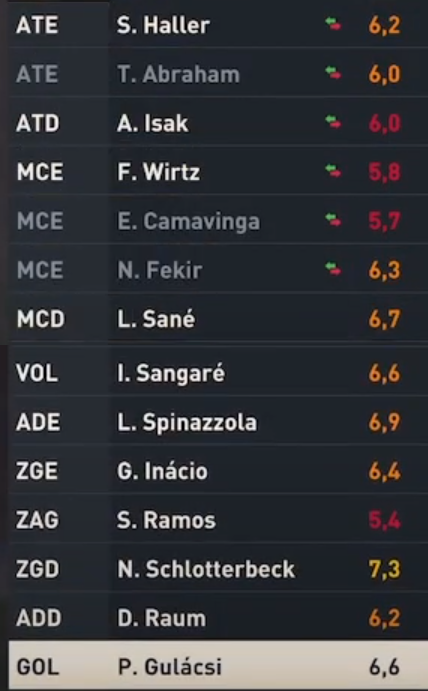 ATE S. Haller 6,2
ATE T. Abraham 6,0
ATD A. Isak 6,0
MCE F. Wirtz 5,8
MCE E. Camavinga 5,7
MCE N. Fekir 6,3
MCD L. Sané 6,7
VOL I. Sangaré 6,6
ADE L. Spinazzola 6,9
ZGE G. Inácio 6,4
ZAG S. Ramos 5,4
ZGD N. Schlotterbeck 7,3
ADD D. Raum 6,2
GOL P. Gulácsi 6,6